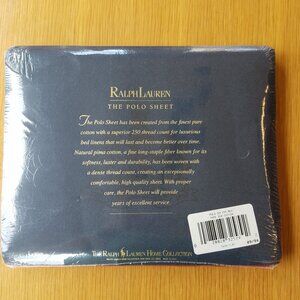 RALPH LAUREN
THE POLO SHEET
The Polo Sheet has been created from the finest pure
cotton with a superior 250 thread count for luxurious
bed linens that will last and become better over time.
Natural pima cotton, a fine long-staple fiber known for its
softness, luster and durability, has been woven with
a dense thread count, creating an exceptionally
comfortable, high quality sheet. With proper
care, the Polo Sheet will provide
years of excellent service.
THE RALPH LAUREN HOME COLLECTION